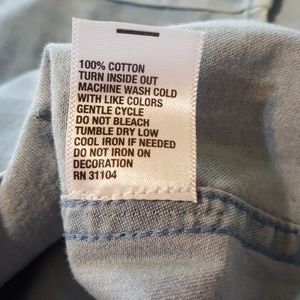 100% COTTON
TURN INSIDE OUT
MACHINE WASH COLD
WITH LIKE COLORS
GENTLE CYCLE
DO NOT BLEACH
TUMBLE DRY LOW
COOL IRON IF NEEDED
DO NOT IRON ON
DECORATION
RN 31104